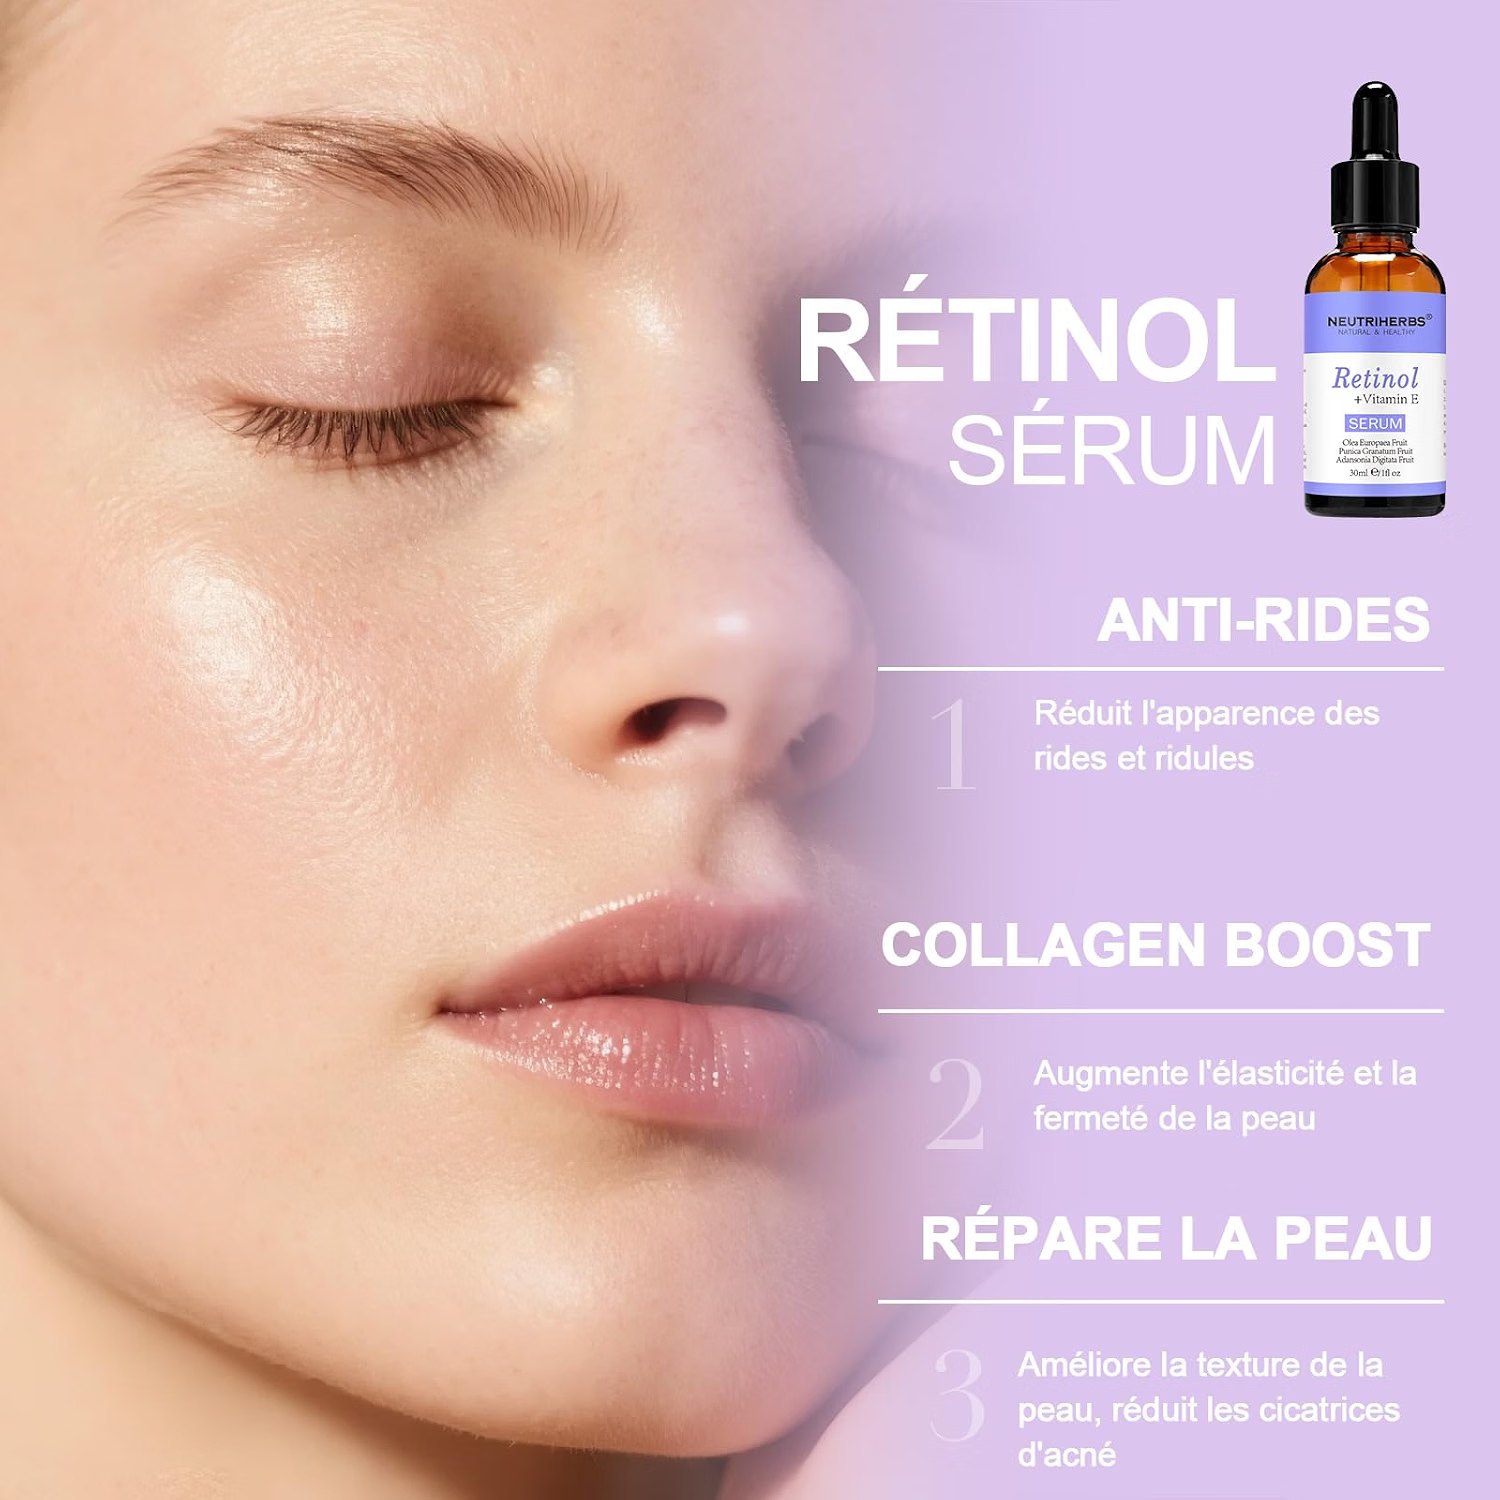 RÉTINOL
SÉRUM
NEUTRIHERBS®
NATURAL & HEALTHY
Retinol
+Vitamin E
SERUM
Olea Europaea Fruit
Punica Granatum Fruit
Adansonia Digitata Fruit
30ml ℮/1fl oz
ANTI-RIDES
1
Réduit l'apparence des
rides et ridules
COLLAGEN BOOST
2
Augmente l'élasticité et la
fermeté de la peau
RÉPARE LA PEAU
3
Améliore la texture de la
peau, réduit les cicatrices
d'acné